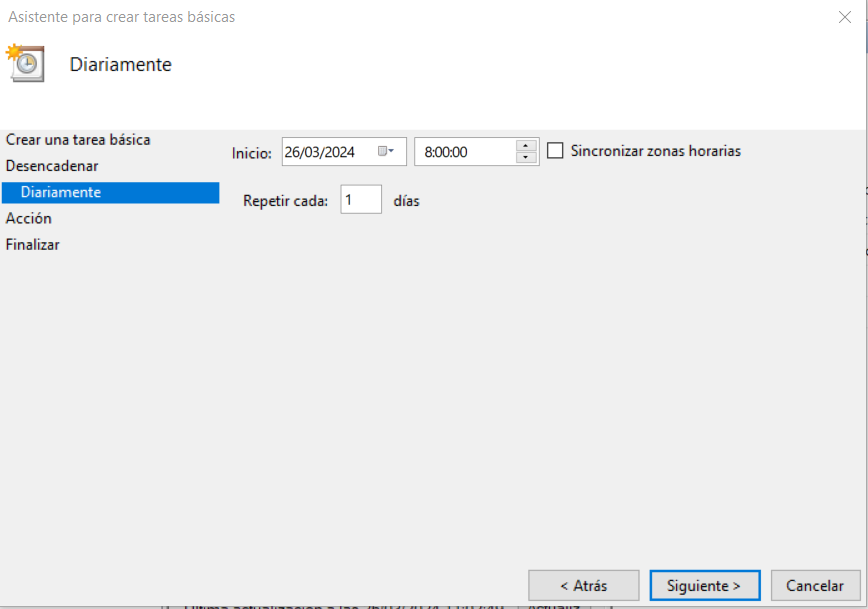 Asistente para crear tareas básicas
Diariamente
Crear una tarea básica
Desencadenar
Diariamente
Acción
Finalizar
Inicio: 26/03/2024 8:00:00 Sincronizar zonas horarias
Repetir cada: 1 días
< Atrás Siguiente > Cancelar